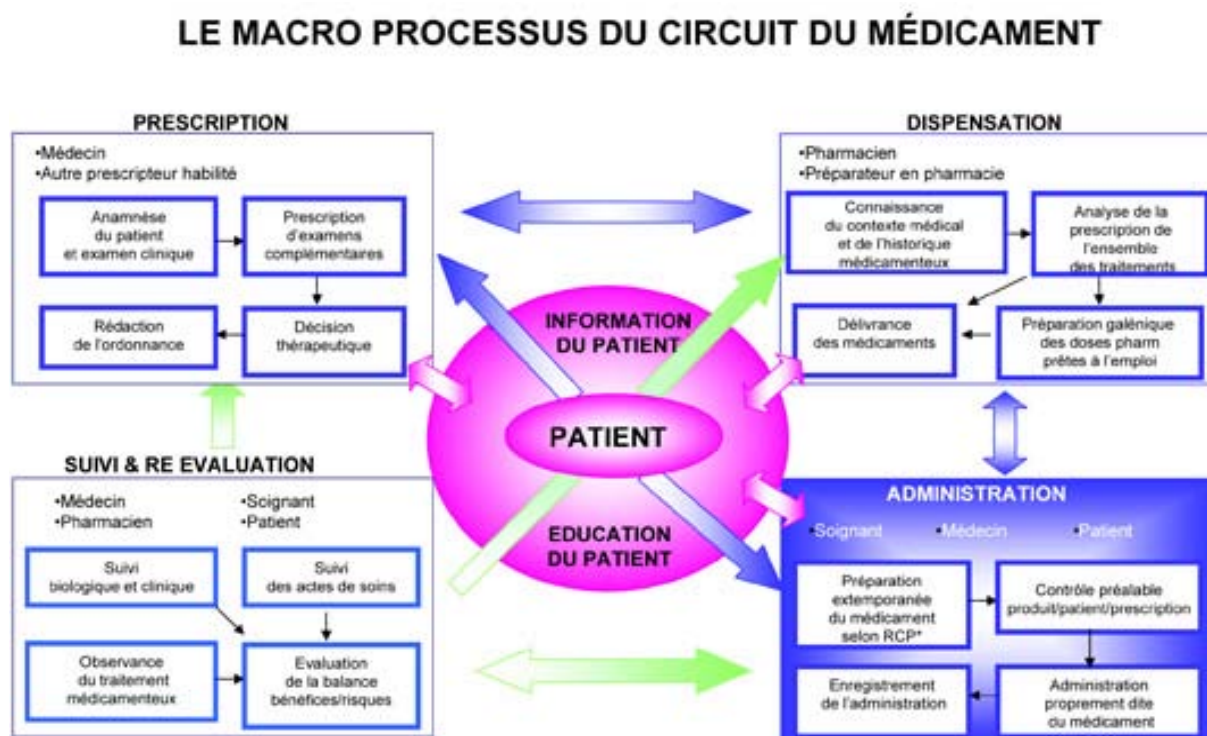 LE MACRO PROCESSUS DU CIRCUIT DU MÉDICAMENT
PRESCRIPTION
•Médecin
•Autre prescripteur habilité
Anamnèse
du patient
et examen clinique
Prescription
d'examens
complémentaires
Rédaction
de l'ordonnance
Décision
thérapeutique
DISPENSATION
•Pharmacien
•Préparateur en pharmacie
Connaissance
du contexte médical
et de l'historique
médicamenteux
Analyse de la
prescription de
l'ensemble
des traitements
Délivrance
des médicaments
Préparation galénique
des doses pharm
prêtes à l'emploi
INFORMATION
DU PATIENT
PATIENT
EDUCATION
DU PATIENT
SUIVI & RE EVALUATION
•Médecin
•Soignant
•Pharmacien
•Patient
Suivi
biologique et clinique
Suivi
des actes de soins
Observance
du traitement
médicamenteux
Evaluation
de la balance
bénéfices/risques
ADMINISTRATION
•Soignant
•Médecin
•Patient
Préparation
extemporanée
du médicament
selon RCP*
Contrôle préalable
produit/patient/prescription
Enregistrement
de l'administration
Administration
proprement dite
du médicament